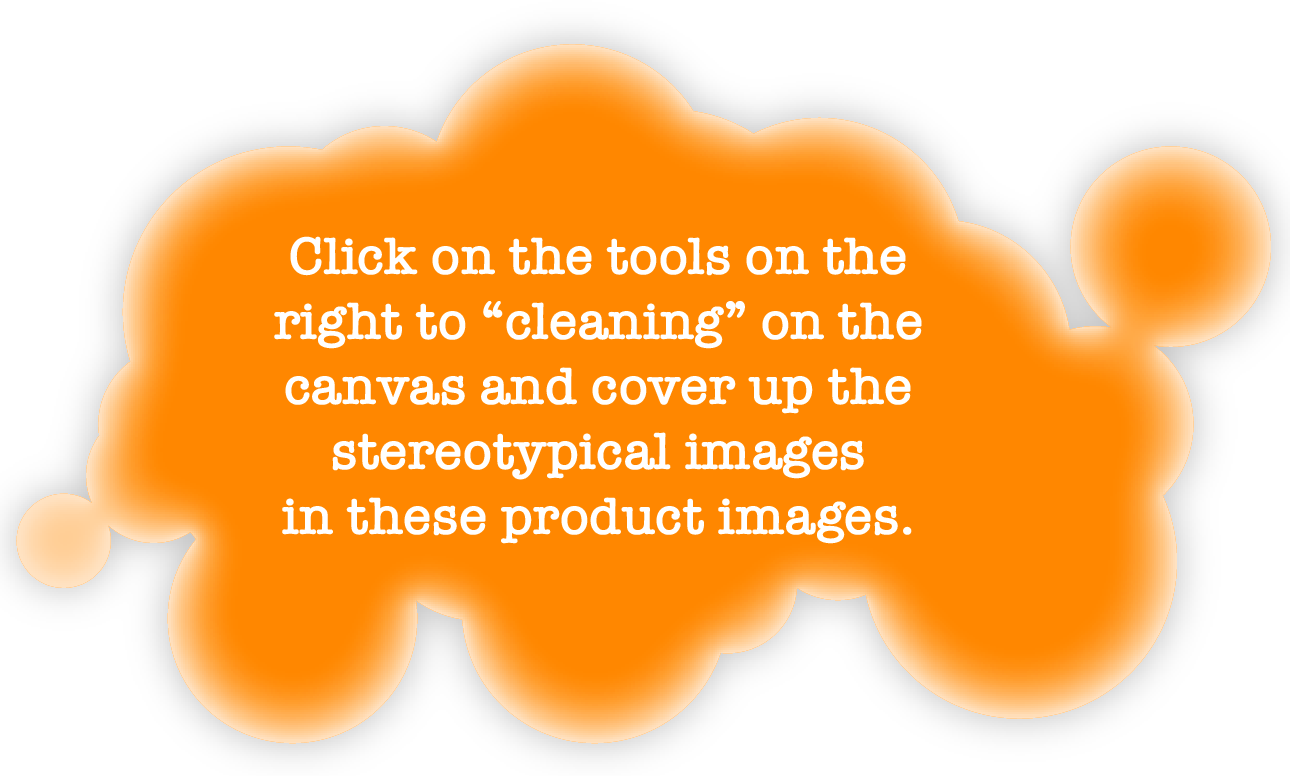 Click on the tools on the
right to “cleaning” on the
canvas and cover up the
stereotypical images
in these product images.